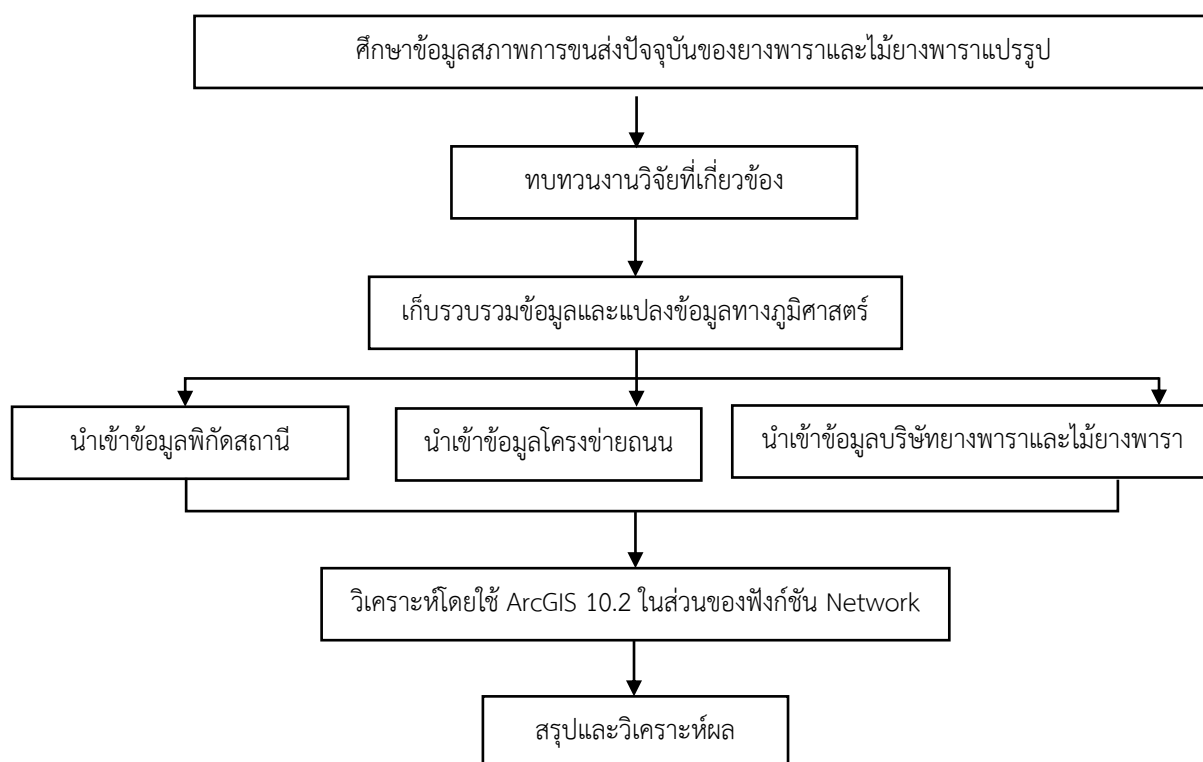 ศึกษาข้อมูลสภาพการขนส่งปัจจุบันของยางพาราและไม้ยางพาราแปรรูป
ทบทวนงานวิจัยที่เกี่ยวข้อง
เก็บรวบรวมข้อมูลและแปลงข้อมูลทางภูมิศาสตร์
นำเข้าข้อมูลพิกัดสถานี
นำเข้าข้อมูลโครงข่ายถนน
นำเข้าข้อมูลบริษัทยางพาราและไม้ยางพารา
วิเคราะห์โดยใช้ ArcGIS 10.2 ในส่วนของฟังก์ชัน Network
สรุปและวิเคราะห์ผล